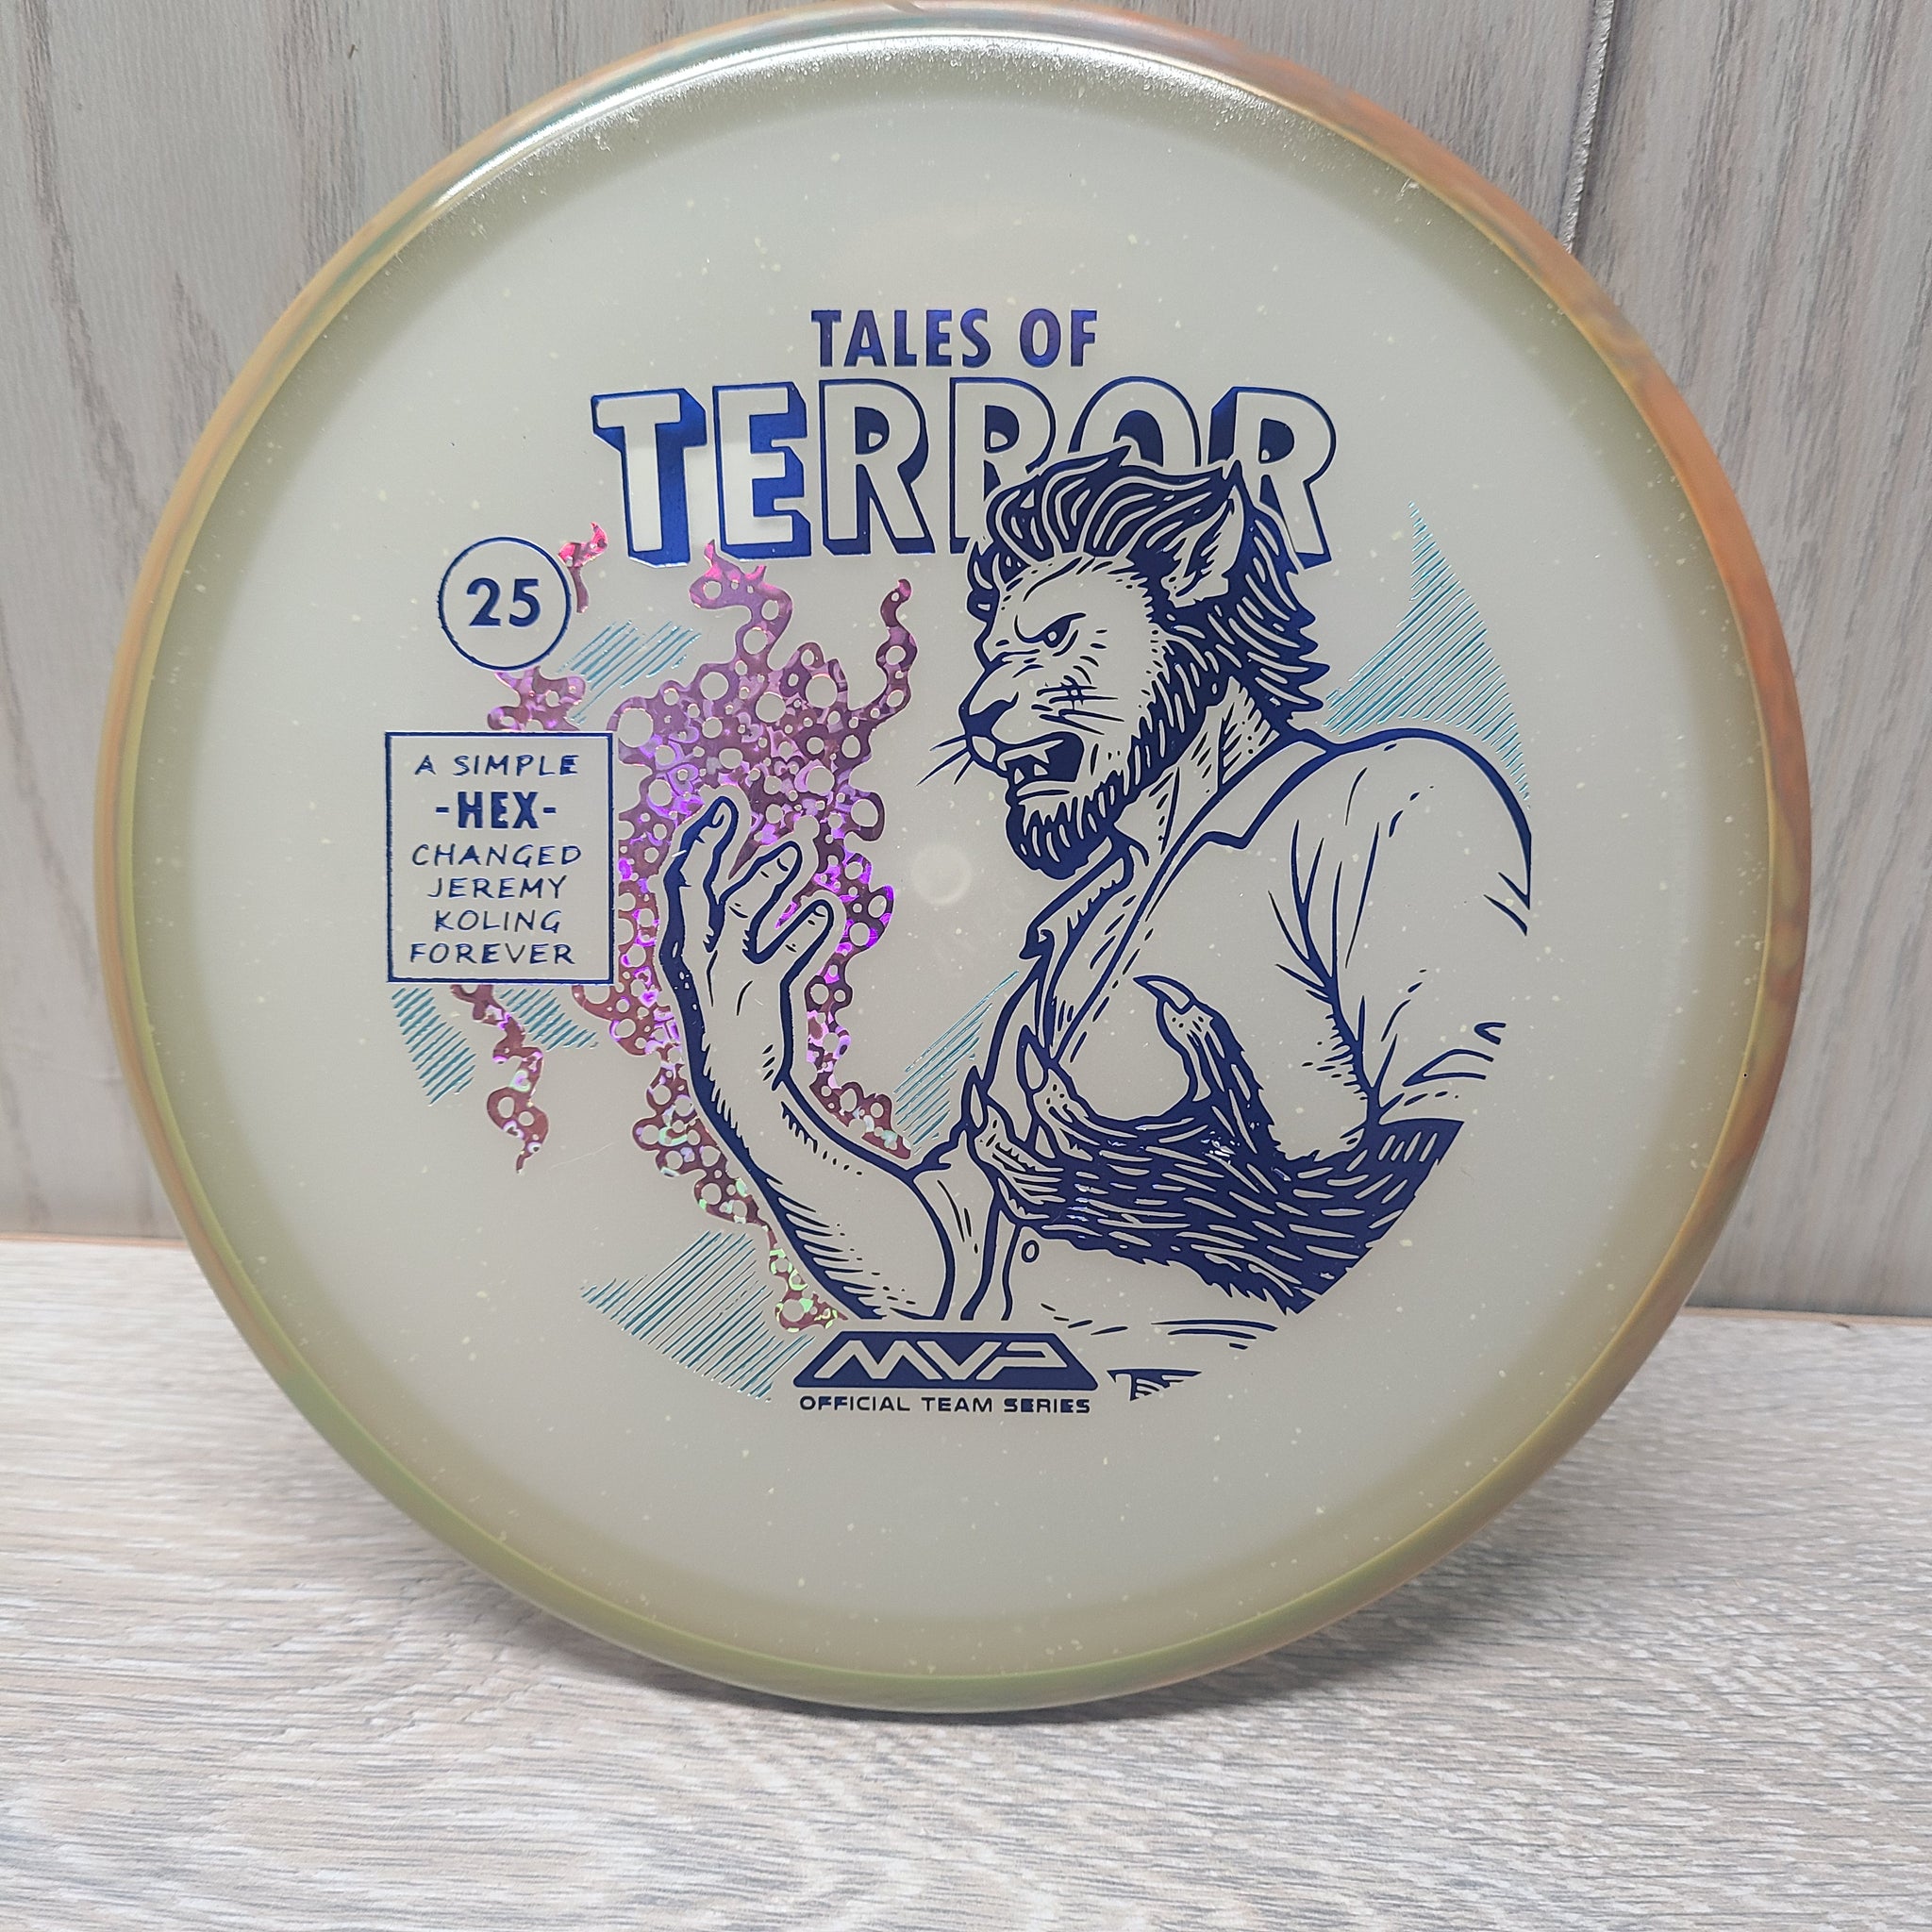 TALES OF
TERROR
25
A SIMPLE
-HEX-
CHANGED
JEREMY
KOLING
FOREVER
MVP
OFFICIAL TEAM SERIES